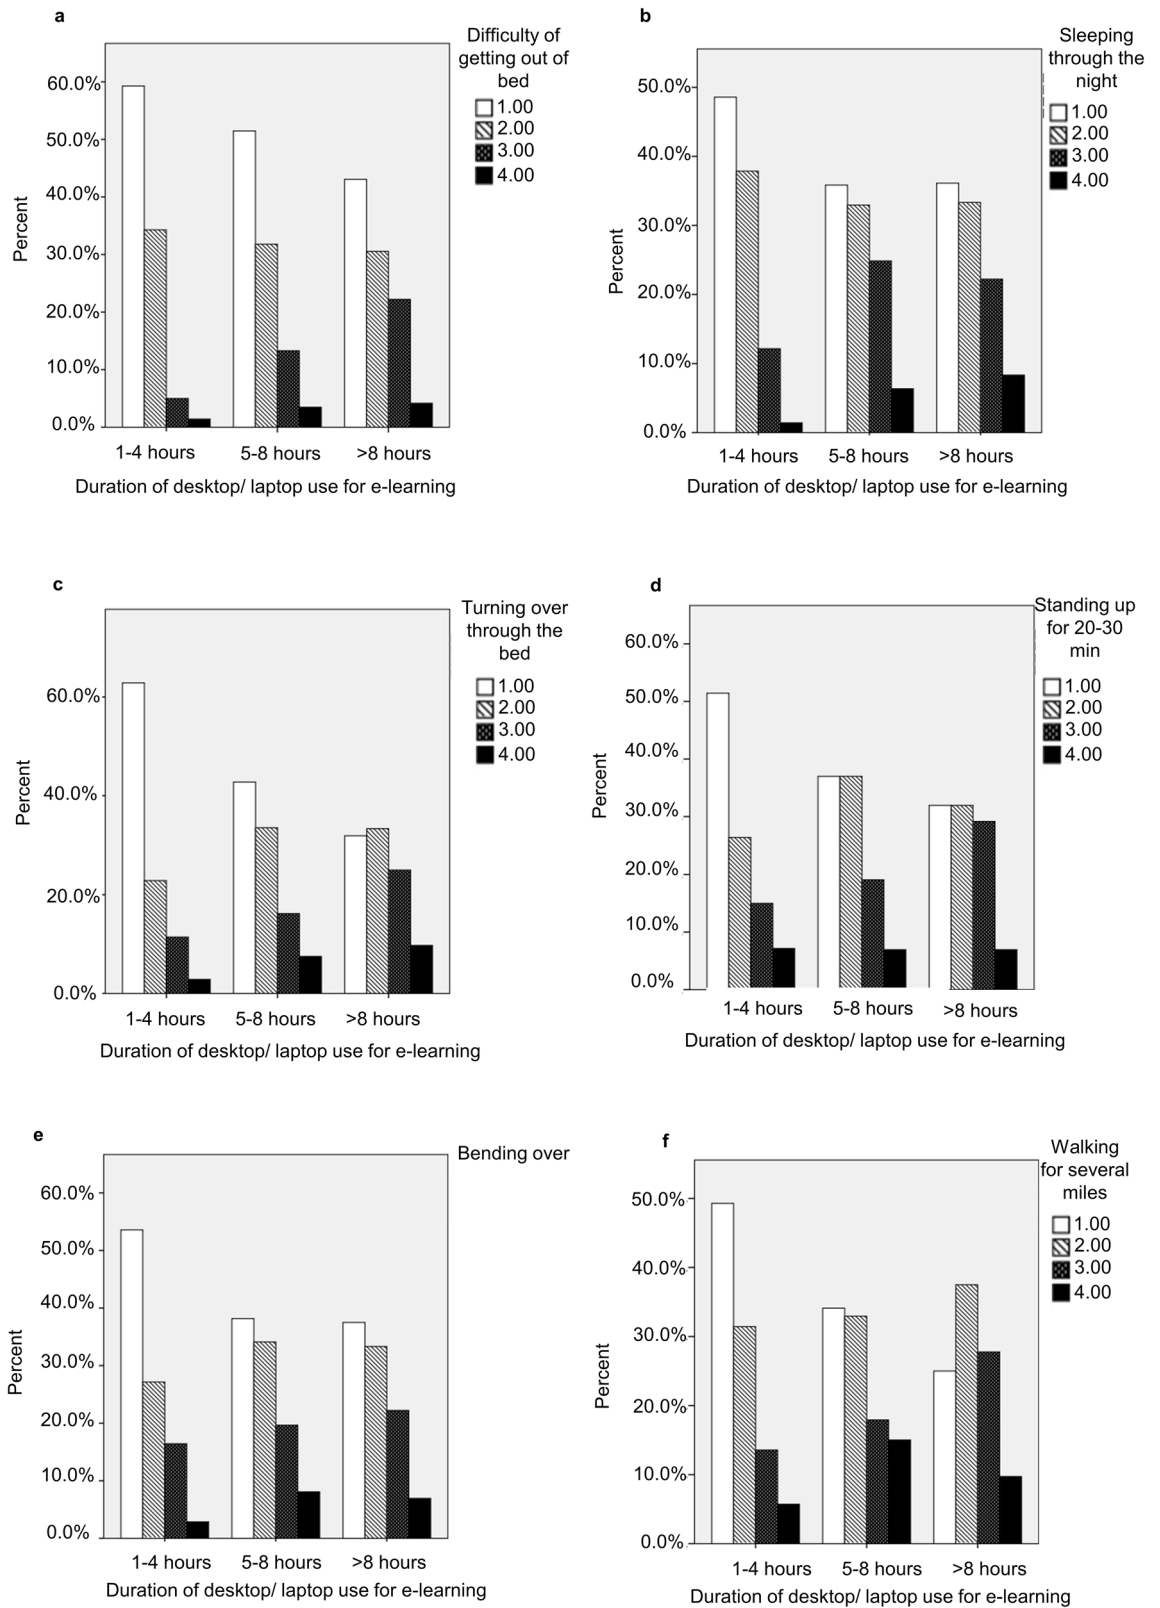 a
Difficulty of
getting out of
bed
1.00
2.00
3.00
4.00
60.0%
50.0%
40.0%
30.0%
20.0%
10.0%
0.0%
Percent
1-4 hours
5-8 hours
>8 hours
Duration of desktop/ laptop use for e-learning
b
Sleeping
through the
night
1.00
2.00
3.00
4.00
50.0%
40.0%
30.0%
20.0%
10.0%
0.0%
Percent
1-4 hours
5-8 hours
>8 hours
Duration of desktop/ laptop use for e-learning
c
Turning over
through the
bed
1.00
2.00
3.00
4.00
60.0%
40.0%
20.0%
0.0%
Percent
1-4 hours
5-8 hours
>8 hours
Duration of desktop/ laptop use for e-learning
d
Standing up
for 20-30
min
1.00
2.00
3.00
4.00
60.0%
50.0%
40.0%
30.0%
20.0%
10.0%
0.0%
Percent
1-4 hours
5-8 hours
>8 hours
Duration of desktop/ laptop use for e-learning
e
Bending over
60.0%
50.0%
40.0%
30.0%
20.0%
10.0%
0.0%
Percent
1-4 hours
5-8 hours
>8 hours
Duration of desktop/ laptop use for e-learning
f
Walking
for several
miles
1.00
2.00
3.00
4.00
50.0%
40.0%
30.0%
20.0%
10.0%
0.0%
Percent
1-4 hours
5-8 hours
>8 hours
Duration of desktop/ laptop use for e-learning